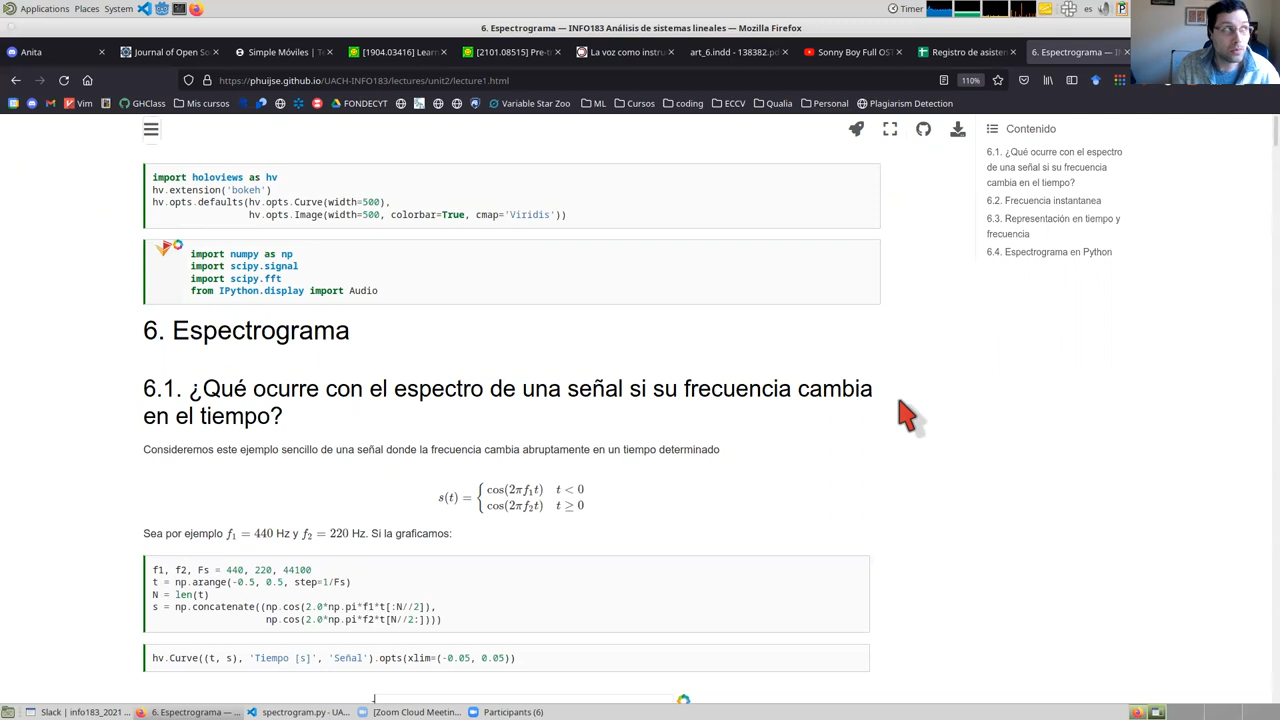 Applications Places System
Timer
es
Espectrograma — INFO183 Análisis de sistemas lineales — Mozilla Firefox
Anita
Journal of Open So
Simple Móviles | T
[1904.03416] Lear
[2101.08515] Pre-t
La voz como instru
art_6.indd - 138382.pd
Sonny Boy Full OST
Registro de asisten
6. Espectrograma — I
https://phuijse.github.io/UACH-INFO183/lectures/unit2/lecture1.html
110%
Vim
GHClass
Mis cursos
FONDECYT
Variable Star Zoo
ML
Cursos
coding
ECCV
Qualia
Personal
Plagiarism Detection
import holoviews as hv
hv.extension('bokeh')
hv.opts.defaults(hv.opts.Curve(width=500),
hv.opts.Image(width=500, colorbar=True, cmap='Viridis'))
import numpy as np
import scipy.signal
import scipy.fft
from IPython.display import Audio
Contenido
6.1. ¿Qué ocurre con el espectro
de una señal si su frecuencia
cambia en el tiempo?
6.2. Frecuencia instantanea
6.3. Representación en tiempo y
frecuencia
6.4. Espectrograma en Python
6. Espectrograma
6.1. ¿Qué ocurre con el espectro de una señal si su frecuencia cambia
en el tiempo?
Consideremos este ejemplo sencillo de una señal donde la frecuencia cambia abruptamente en un tiempo determinado
s(t) = { cos(2πf₁t) t < 0
cos(2πf₂t) t ≥ 0
Sea por ejemplo f₁ = 440 Hz y f₂ = 220 Hz. Si la graficamos:
f1, f2, Fs = 440, 220, 44100
t = np.arange(-0.5, 0.5, step=1/Fs)
N = len(t)
s = np.concatenate((np.cos(2.0*np.pi*f1*t[:N//2]),
np.cos(2.0*np.pi*f2*t[N//2:])))
hv.Curve((t, s), 'Tiempo [s]', 'Señal').opts(xlim=(-0.05, 0.05))
Slack | info183_2021 ...
6. Espectrograma — ...
spectrogram.py - UA...
[Zoom Cloud Meetin...
Participants (6)